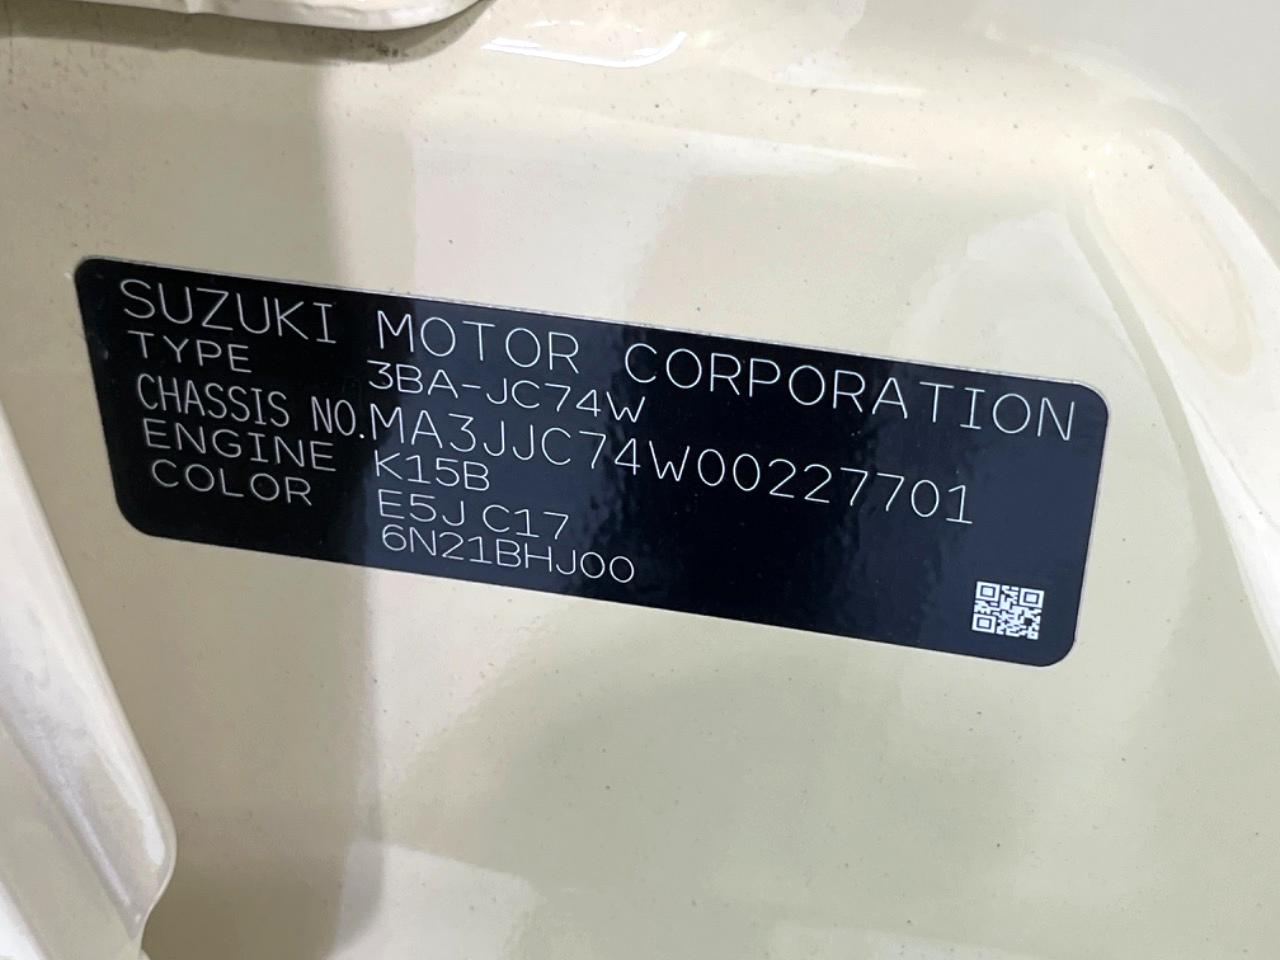 SUZUKI MOTOR CORPORATION
TYPE 3BA-JC74W
CHASSIS NO. MA3JJC74W00227701
ENGINE K15B
COLOR E5J C17
6N21BHJ00